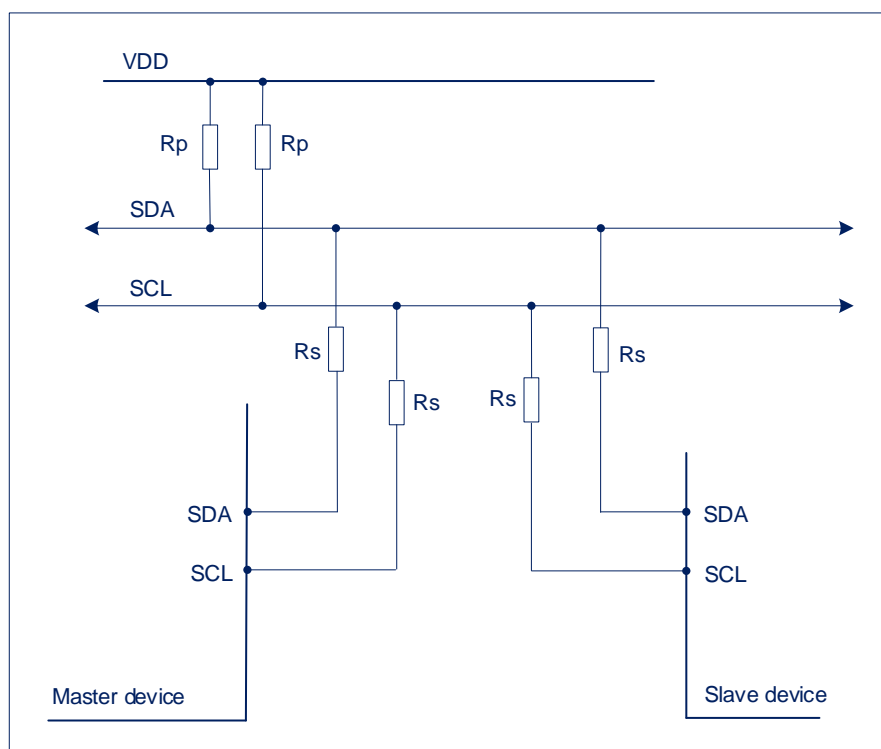 VDD
Rp
Rp
SDA
SCL
Rs
Rs
Rs
Rs
SDA
SDA
SCL
SCL
Master device
Slave device